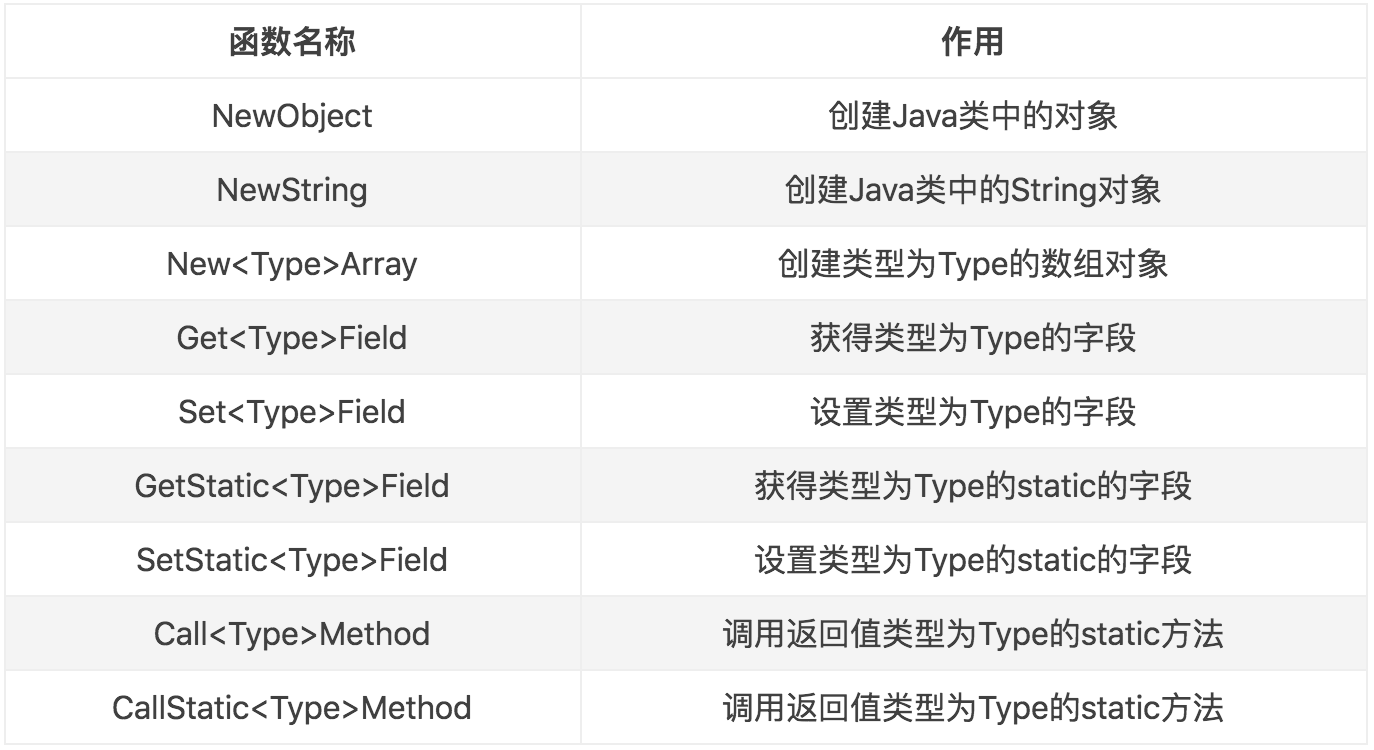 函数名称 作用
NewObject 创建Java类中的对象
NewString 创建Java类中的String对象
New<Type>Array 创建类型为Type的数组对象
Get<Type>Field 获得类型为Type的字段
Set<Type>Field 设置类型为Type的字段
GetStatic<Type>Field 获得类型为Type的static的字段
SetStatic<Type>Field 设置类型为Type的static的字段
Call<Type>Method 调用返回值类型为Type的static方法
CallStatic<Type>Method 调用返回值类型为Type的static方法